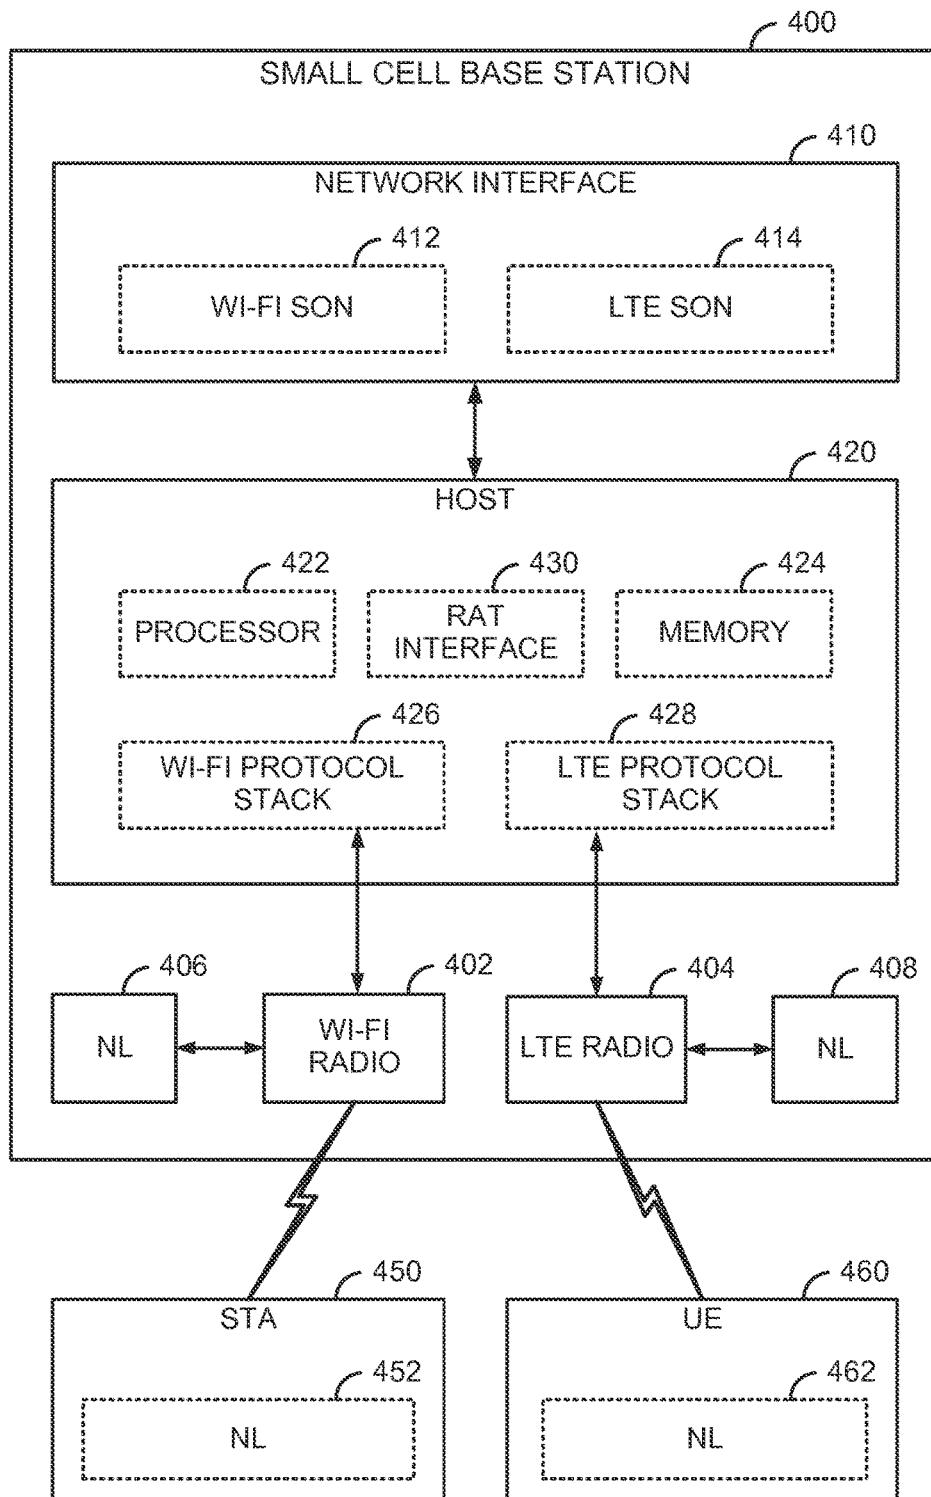 400
SMALL CELL BASE STATION
410
NETWORK INTERFACE
412
414
WI-FI SON
LTE SON
420
HOST
422
430
424
PROCESSOR
RAT
INTERFACE
MEMORY
426
428
WI-FI PROTOCOL
STACK
LTE PROTOCOL
STACK
406
402
404
408
NL
WI-FI
RADIO
LTE RADIO
NL
450
460
STA
UE
452
462
NL
NL